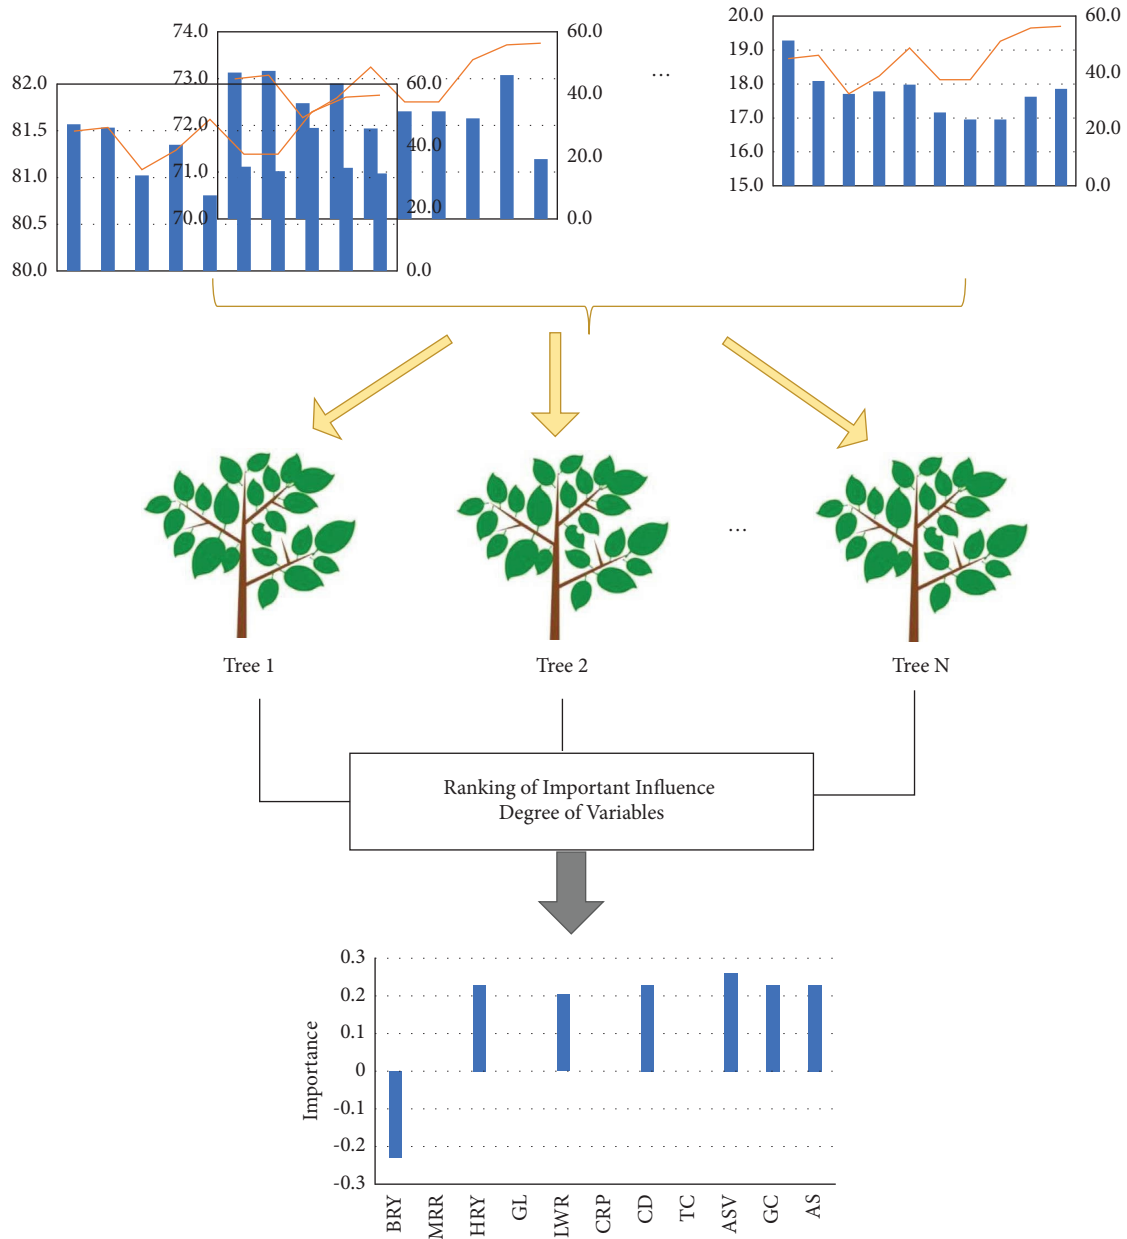 74.0
73.0
72.0
71.0
70.0
60.0
40.0
20.0
0.0
82.0
81.5
81.0
80.5
80.0
60.0
40.0
20.0
0.0
...
20.0
19.0
18.0
17.0
16.0
15.0
60.0
40.0
20.0
0.0
...
Tree 1
Tree 2
Tree N
Ranking of Important Influence
Degree of Variables
Importance
0.3
0.2
0.1
0
-0.1
-0.2
-0.3
BRY
MRR
HRY
GL
LWR
CRP
CD
TC
ASV
GC
AS